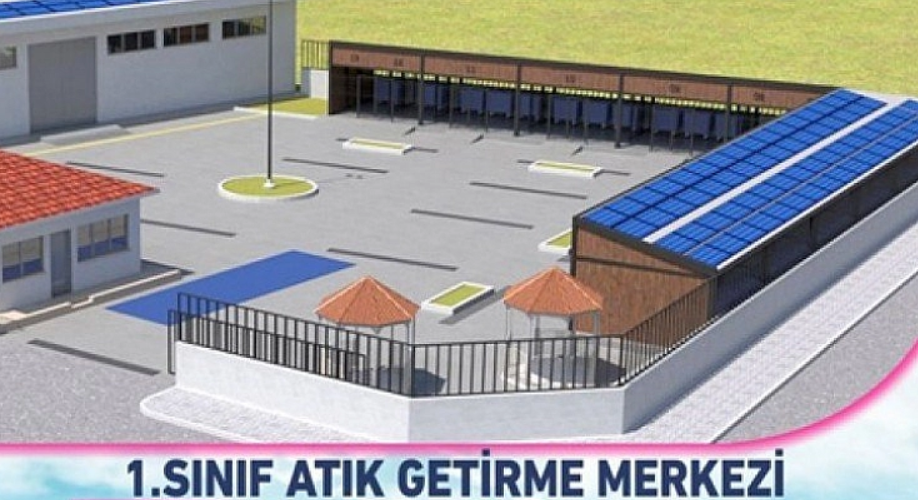 1.SINIF ATIK GETİRME MERKEZİ